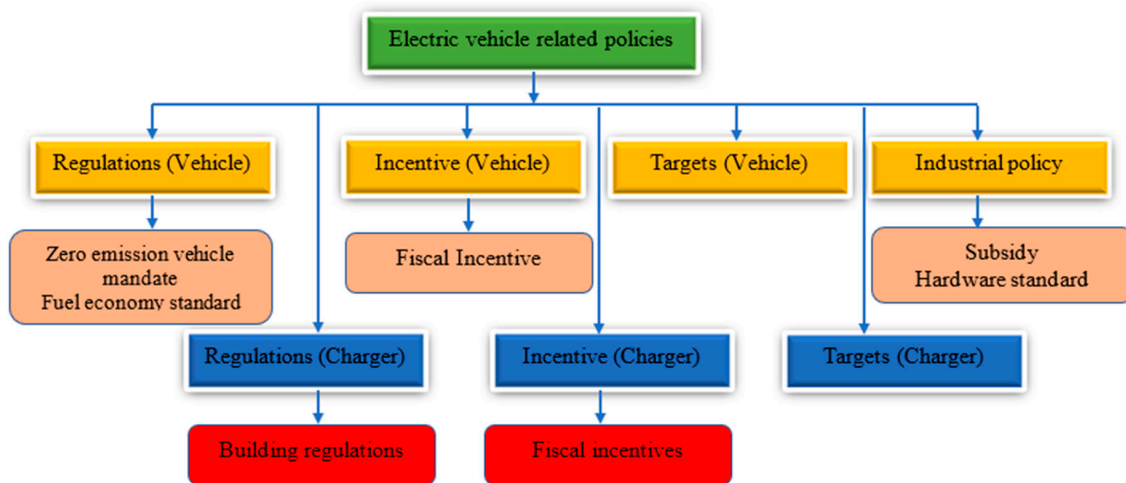 Electric vehicle related policies
Regulations (Vehicle)
Incentive (Vehicle)
Targets (Vehicle)
Industrial policy
Zero emission vehicle
mandate
Fuel economy standard
Fiscal Incentive
Subsidy
Hardware standard
Regulations (Charger)
Incentive (Charger)
Targets (Charger)
Building regulations
Fiscal incentives